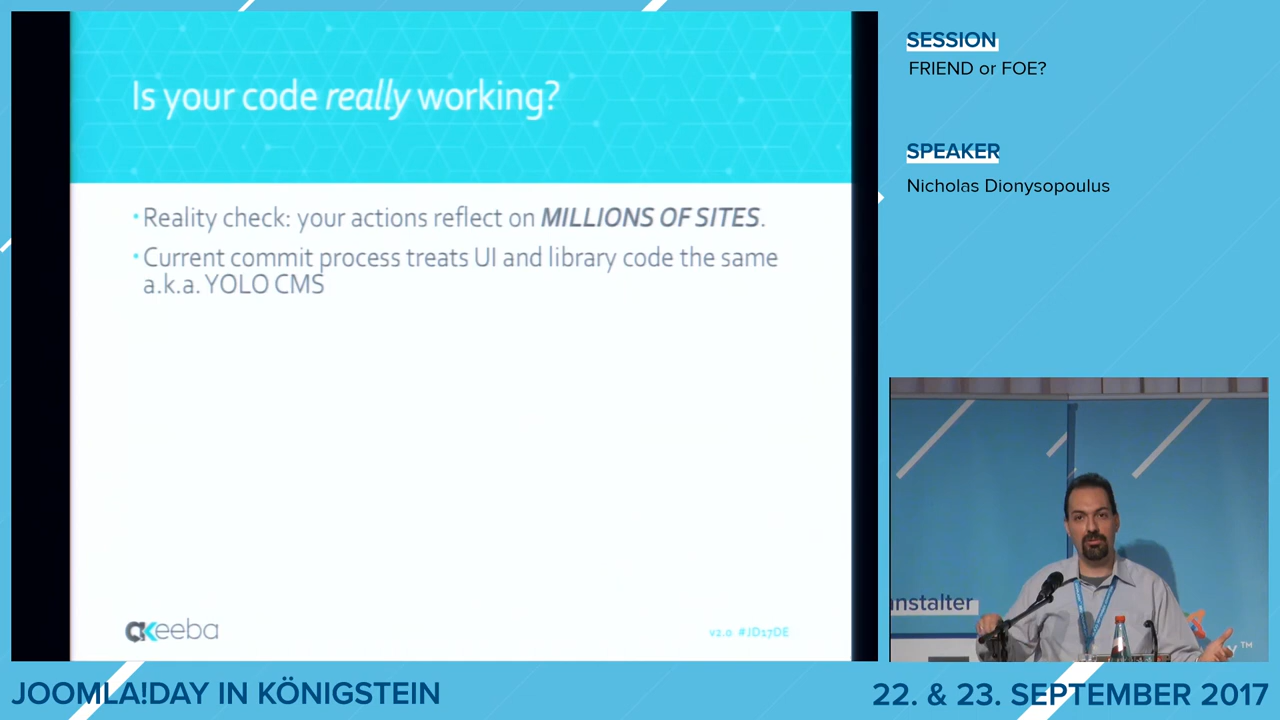 Is your code really working?
•Reality check: your actions reflect on MILLIONS OF SITES.
•Current commit process treats UI and library code the same
a.k.a. YOLO CMS
akeeba
v2.0 #JD17DE
SESSION
FRIEND or FOE?
SPEAKER
Nicholas Dionysopoulus
nstalter
™
JOOMLA!DAY IN KÖNIGSTEIN
22. & 23. SEPTEMBER 2017